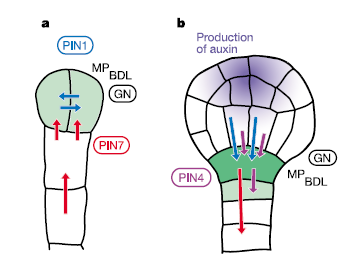 a
PIN1
MP
BDL
GN
PIN7
b
Production
of auxin
GN
MP
BDL
PIN4